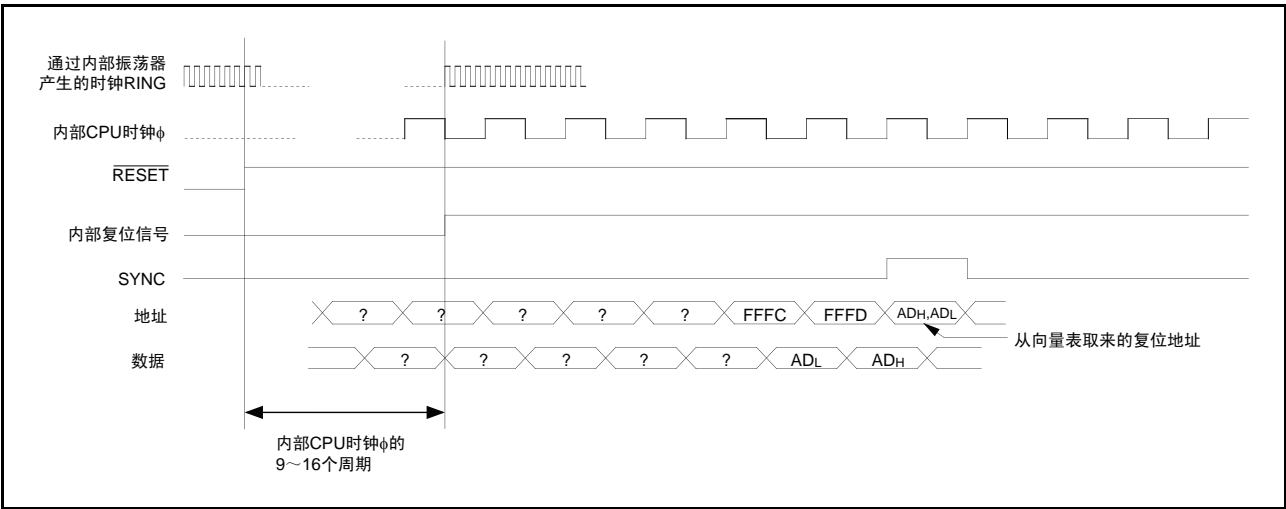 通过内部振荡器
产生的时钟RING
内部CPU时钟ϕ
RESET
内部复位信号
SYNC
地址 ? ? ? ? ? FFFC FFFD ADH,ADL
从向量表取来的复位地址
数据 ? ? ? ? ? ADL ADH
内部CPU时钟ϕ的
9～16个周期